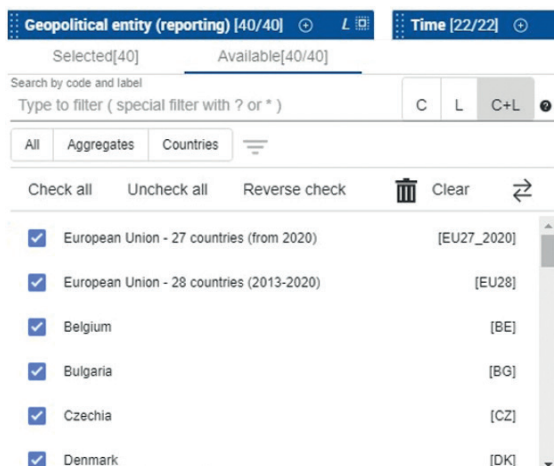 Geopolitical entity (reporting) [40/40] L
Time [22/22]
Selected[40] Available[40/40]
Search by code and label
Type to filter ( special filter with ? or * ) C L C+L ?
All Aggregates Countries
Check all Uncheck all Reverse check Clear
European Union - 27 countries (from 2020) [EU27_2020]
European Union - 28 countries (2013-2020) [EU28]
Belgium [BE]
Bulgaria [BG]
Czechia [CZ]
Denmark [DK]